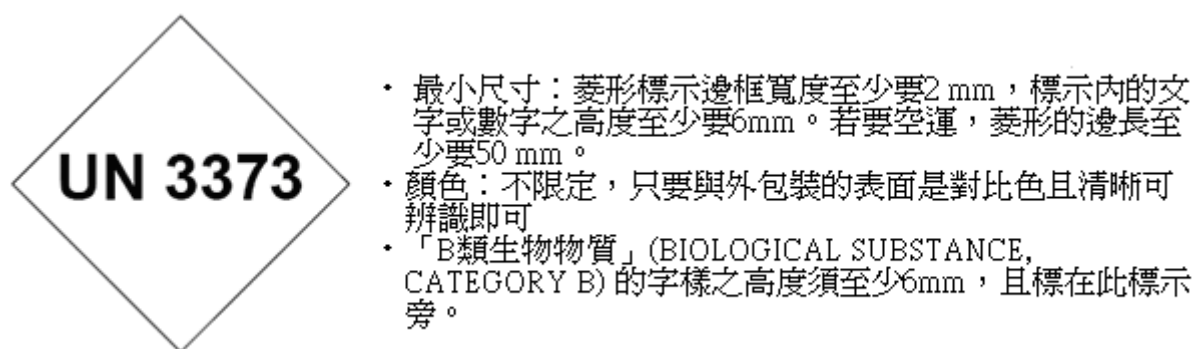 UN 3373
• 最小尺寸：菱形標示邊框寬度至少要2 mm，標示內的文
字或數字之高度至少要6mm。若要空運，菱形的邊長至
少要50 mm。
• 顏色：不限定，只要與外包裝的表面是對比色且清晰可
辨識即可
• 「B類生物物質」(BIOLOGICAL SUBSTANCE,
CATEGORY B) 的字樣之高度須至少6mm，且標在此標示
旁。